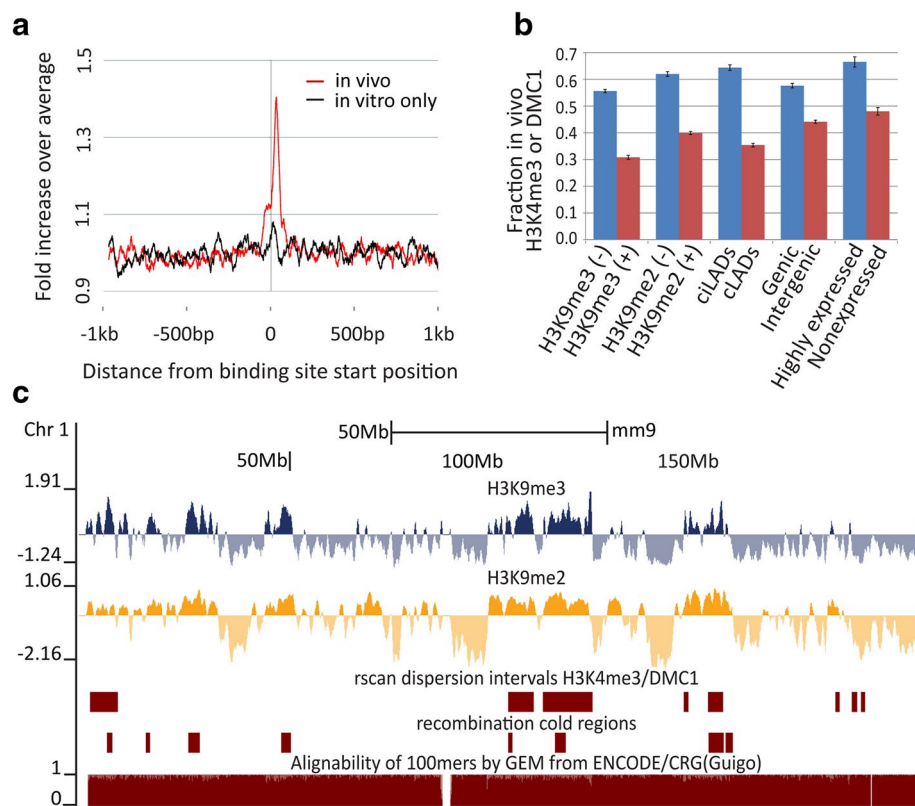 a
Fold increase over average
1.5
1.3
1.1
0.9
in vivo
in vitro only
-1kb
-500bp
0
500bp
1kb
Distance from binding site start position
b
Fraction in vivo
H3K4me3 or DMC1
0.7
0.6
0.5
0.4
0.3
0.2
0.1
0.0
H3K9me3 (-)
H3K9me3 (+)
H3K9me2 (-)
H3K9me2 (+)
ciLADs
cLADs
Genic
Intergenic
Highly expressed
Nonexpressed
c
Chr 1
50Mb
mm9
50Mb
100Mb
150Mb
1.91
H3K9me3
-1.24
1.06
H3K9me2
-2.16
rscan dispersion intervals H3K4me3/DMC1
recombination cold regions
Alignability of 100mers by GEM from ENCODE/CRG(Guigo)
1
0